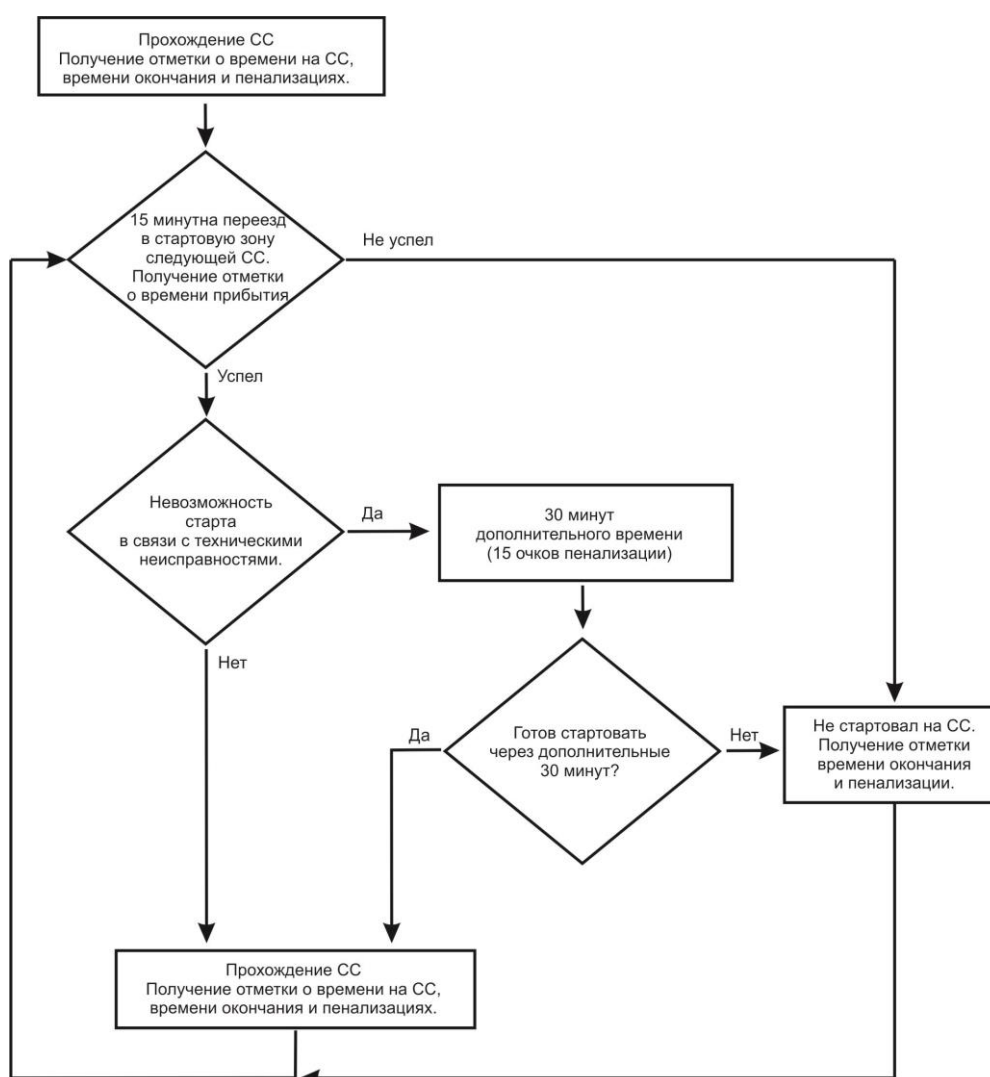 Прохождение СС
Получение отметки о времени на СС,
времени окончания и пенализациях.
15 минутна переезд
в стартовую зону
следующей СС.
Получение отметки
о времени прибытия
Не успел
Успел
Невозможность
старта
в связи с техническими
неисправностями.
Да
30 минут
дополнительного времени
(15 очков пенализации)
Нет
Да
Готов стартовать
через дополнительные
30 минут?
Нет
Не стартовал на СС.
Получение отметки
времени окончания
и пенализации.
Прохождение СС
Получение отметки о времени на СС,
времени окончания и пенализациях.